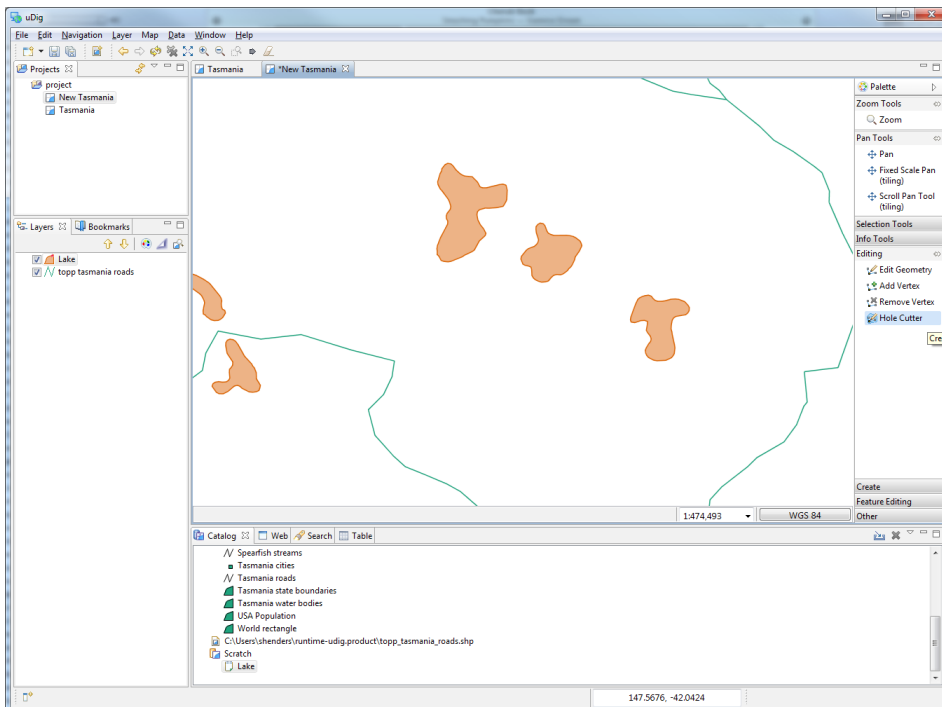 uDig
File Edit Navigation Layer Map Data Window Help
Projects
project
New Tasmania
Tasmania
Layers Bookmarks
Lake
topp tasmania roads
Tasmania *New Tasmania
Palette
Zoom Tools
Zoom
Pan Tools
Pan
Fixed Scale Pan
(tiling)
Scroll Pan Tool
(tiling)
Selection Tools
Info Tools
Editing
Edit Geometry
Add Vertex
Remove Vertex
Hole Cutter
Cre
Create
Feature Editing
Other
1:474,493 WGS 84
Catalog Web Search Table
Spearfish streams
Tasmania cities
Tasmania roads
Tasmania state boundaries
Tasmania water bodies
USA Population
World rectangle
C:\Users\shenders\runtime-udig.product\topp_tasmania_roads.shp
Scratch
Lake
147.5676, -42.0424